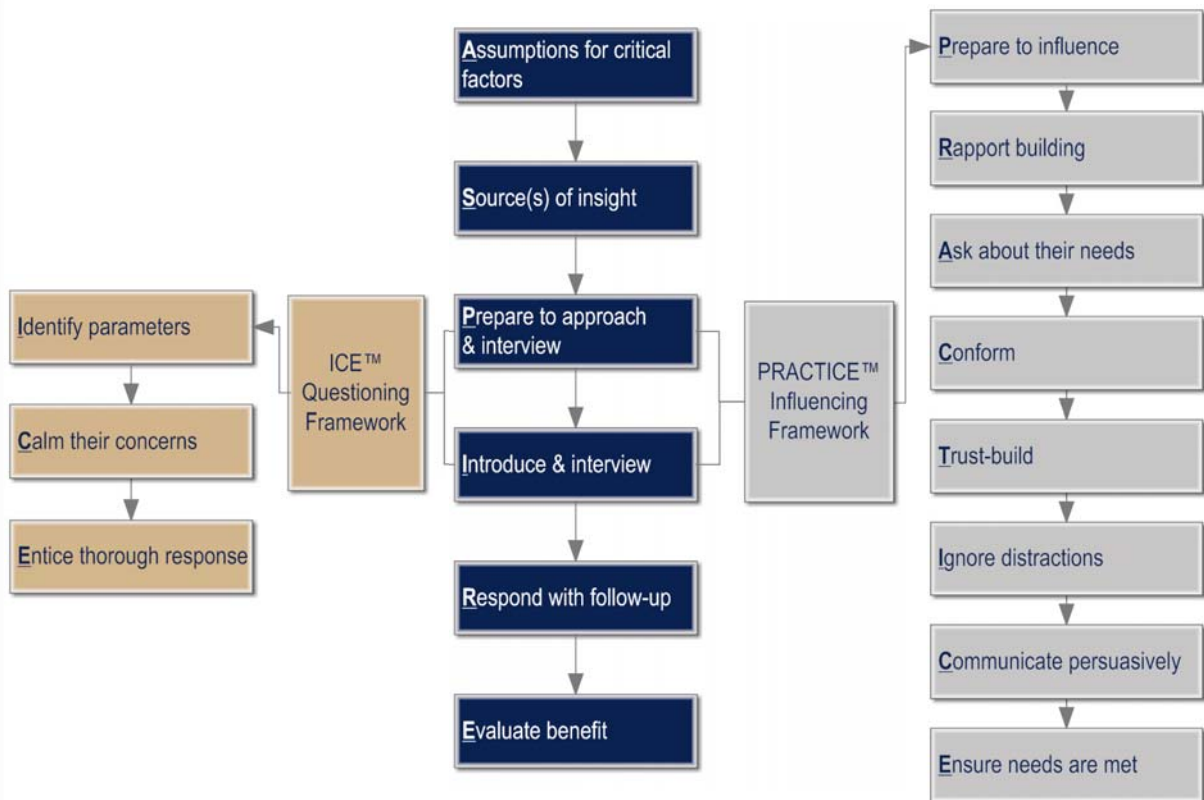 Assumptions for critical
factors
Source(s) of insight
Prepare to approach
& interview
Introduce & interview
Respond with follow-up
Evaluate benefit
ICE™
Questioning
Framework
Identify parameters
Calm their concerns
Entice thorough response
PRACTICE™
Influencing
Framework
Prepare to influence
Rapport building
Ask about their needs
Conform
Trust-build
Ignore distractions
Communicate persuasively
Ensure needs are met